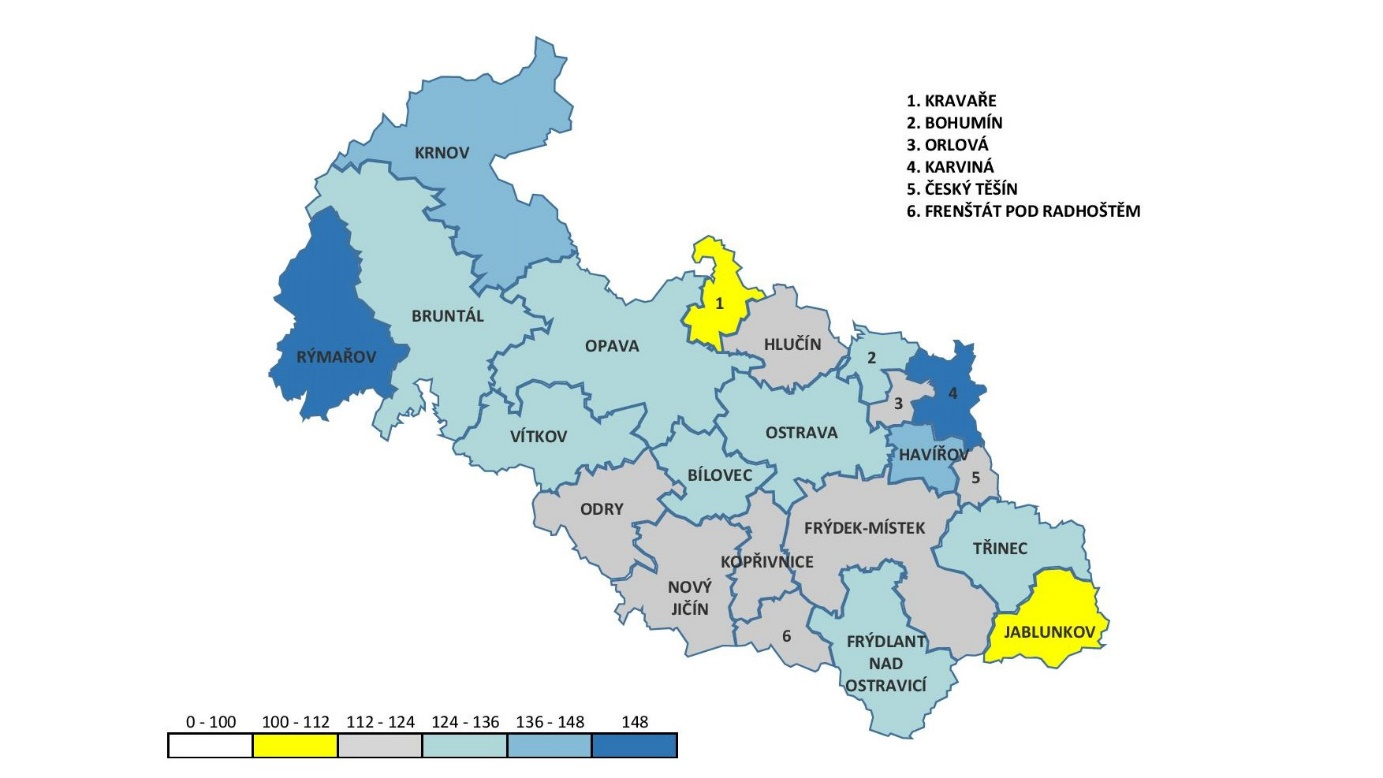 1. KRAVAŘE
2. BOHUMÍN
3. ORLOVÁ
4. KARVINÁ
5. ČESKÝ TĚŠÍN
6. FRENŠTÁT POD RADHOŠTĚM
KRNOV
BRUNTÁL
RÝMAŘOV
OPAVA
1
HLUČÍN
2
3
4
VÍTKOV
OSTRAVA
HAVÍŘOV
BÍLOVEC
5
ODRY
FRÝDEK-MÍSTEK
TŘINEC
KOPŘIVNICE
NOVÝ
JIČÍN
6
FRÝDLANT
NAD
OSTRAVICÍ
JABLUNKOV
0 - 100 100 - 112 112 - 124 124 - 136 136 - 148 148